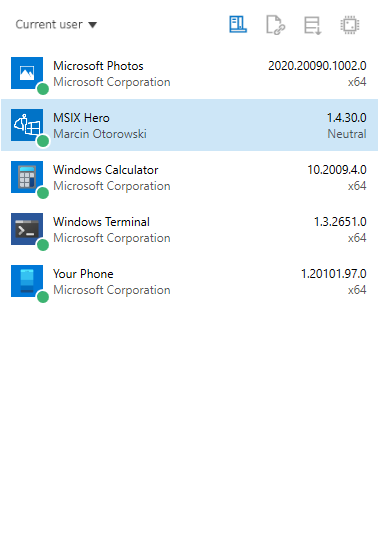 Current user
Microsoft Photos 2020.20090.1002.0
Microsoft Corporation x64
MSIX Hero 1.4.30.0
Marcin Otorowski Neutral
Windows Calculator 10.2009.4.0
Microsoft Corporation x64
Windows Terminal 1.3.2651.0
Microsoft Corporation x64
Your Phone 1.20101.97.0
Microsoft Corporation x64